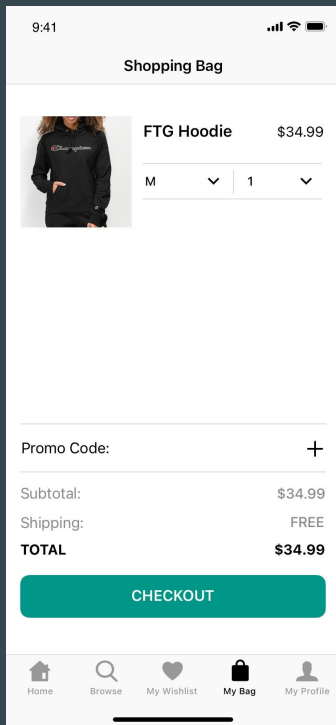 9:41
Shopping Bag
FTG Hoodie $34.99
Champion
M 1
Promo Code:
Subtotal: $34.99
Shipping: FREE
TOTAL $34.99
CHECKOUT
Home Browse My Wishlist My Bag My Profile